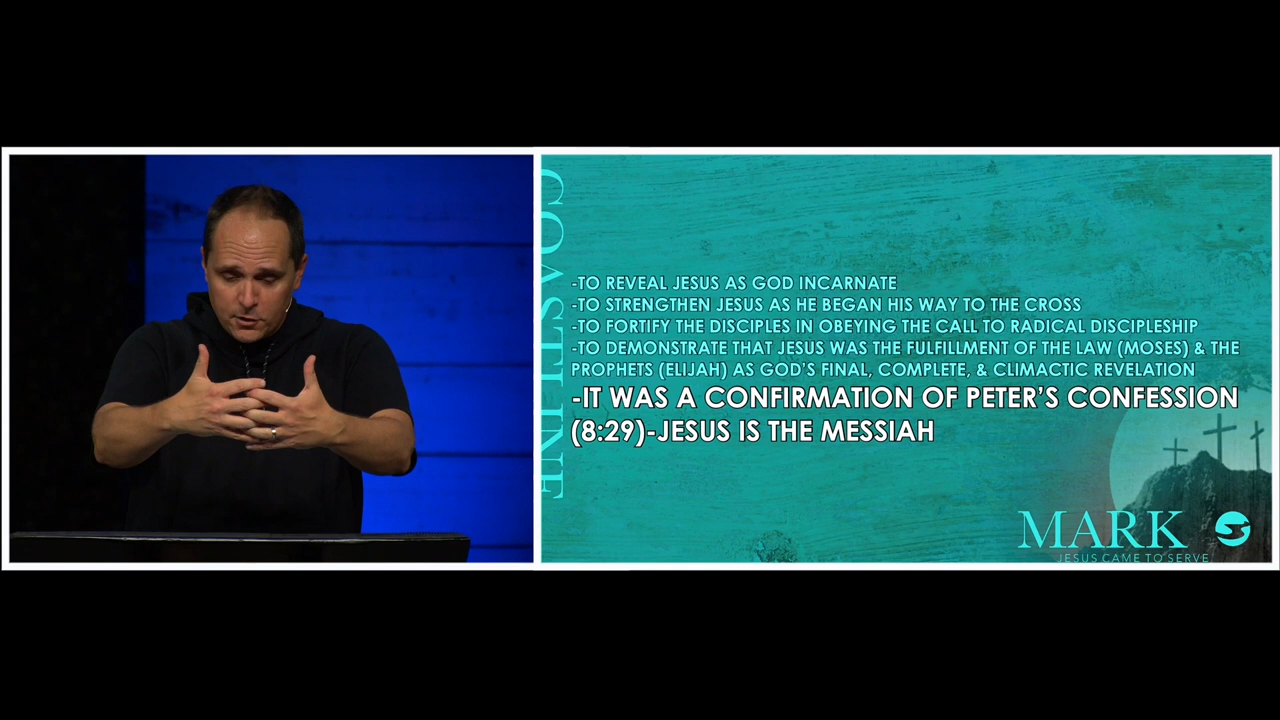 COASTLINE
-TO REVEAL JESUS AS GOD INCARNATE
-TO STRENGTHEN JESUS AS HE BEGAN HIS WAY TO THE CROSS
-TO FORTIFY THE DISCIPLES IN OBEYING THE CALL TO RADICAL DISCIPLESHIP
-TO DEMONSTRATE THAT JESUS WAS THE FULFILLMENT OF THE LAW (MOSES) & THE
PROPHETS (ELIJAH) AS GOD'S FINAL, COMPLETE, & CLIMACTIC REVELATION
-IT WAS A CONFIRMATION OF PETER'S CONFESSION
(8:29)-JESUS IS THE MESSIAH
MARK
JESUS CAME TO SERVE